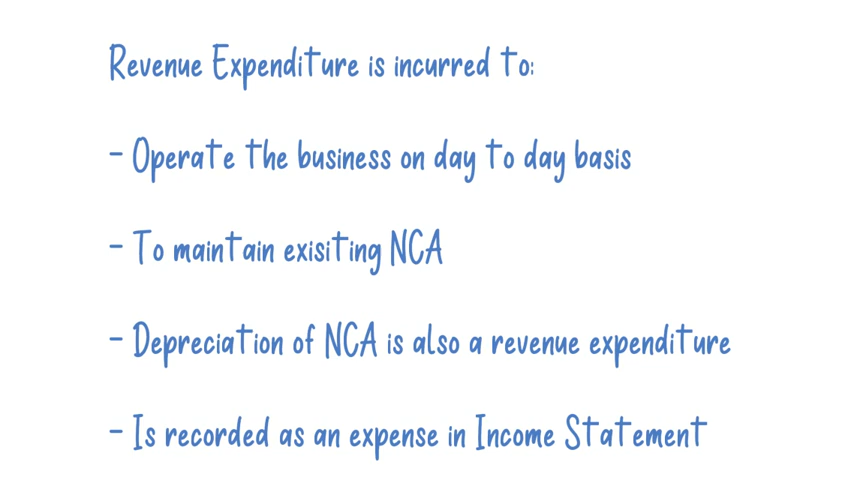 Revenue Expenditure is incurred to:
- Operate the business on day to day basis
- To maintain exisiting NCA
- Depreciation of NCA is also a revenue expenditure
- Is recorded as an expense in Income Statement